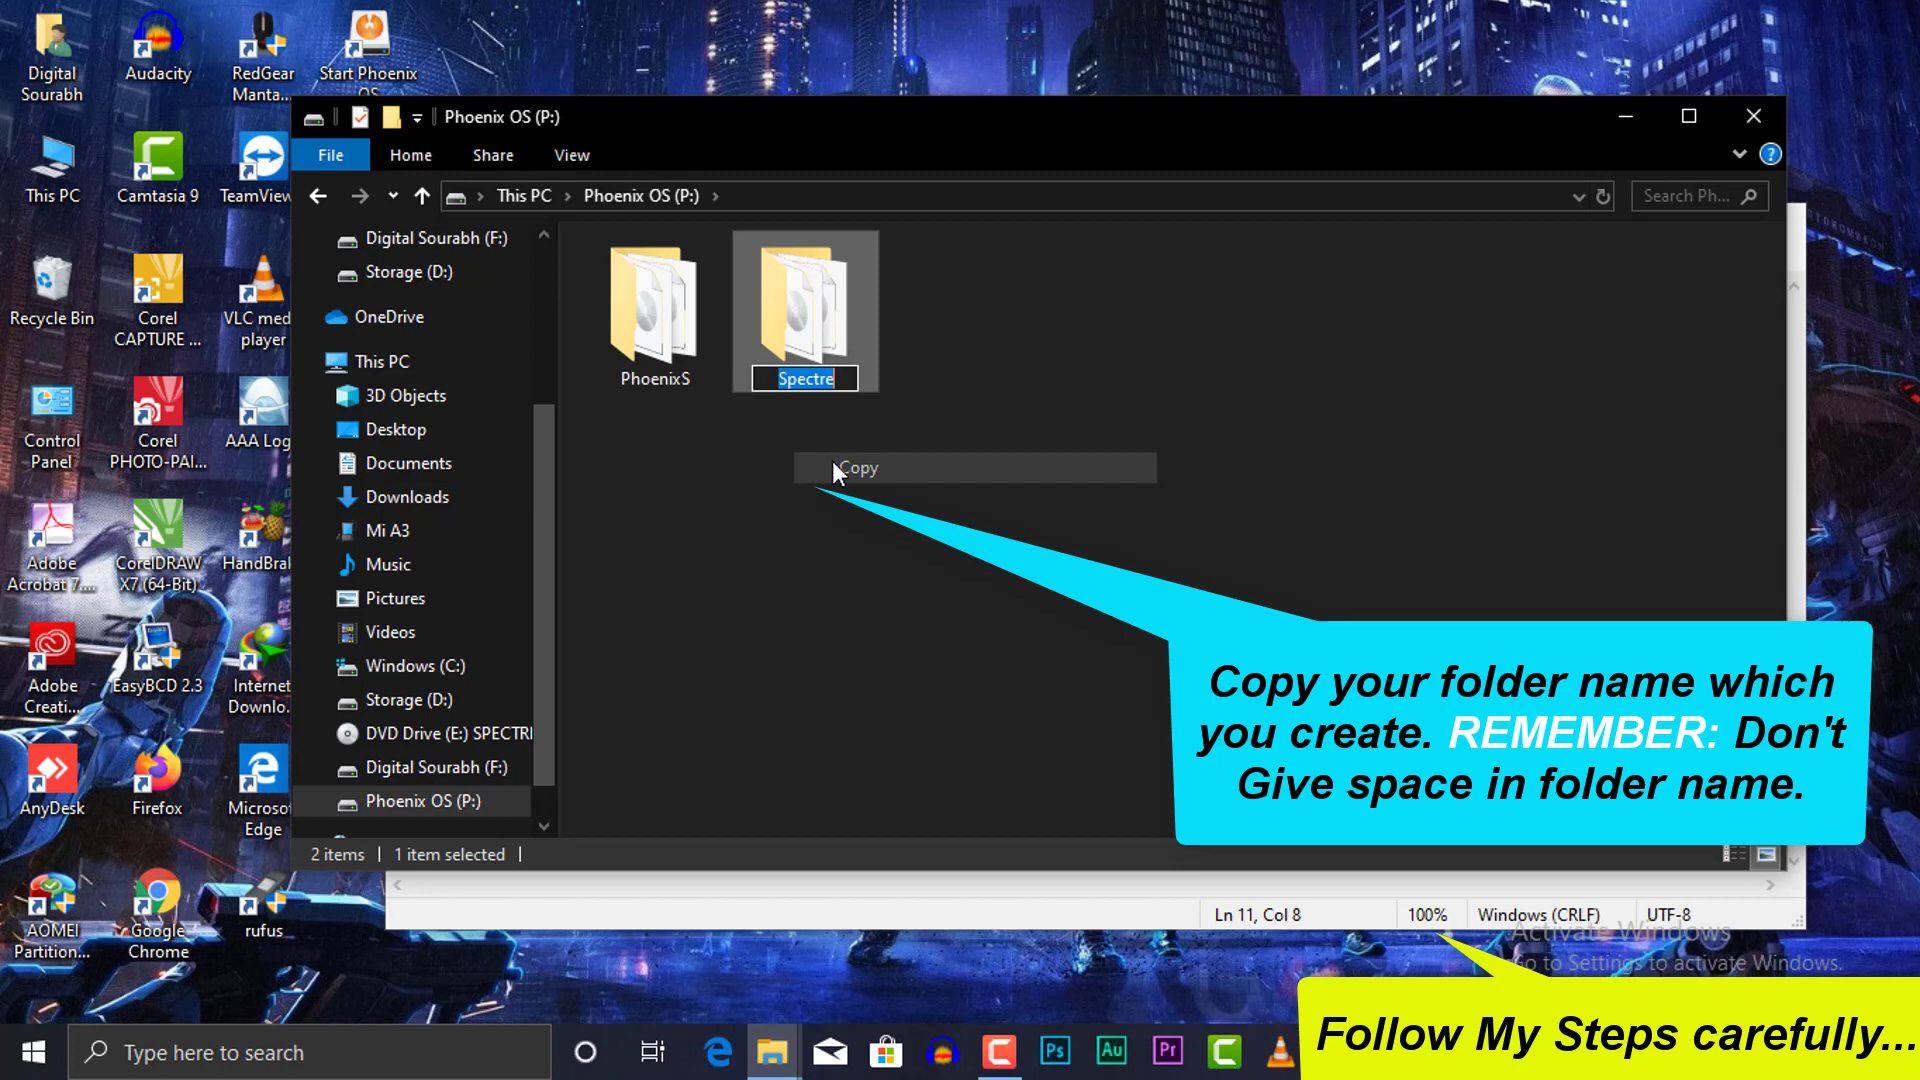 Digital
Sourabh
Audacity
RedGear
Manta...
Start Phoenix
OS
This PC
Camtasia 9
TeamView
Recycle Bin
Corel
CAPTURE ...
VLC med
player
Control
Panel
Corel
PHOTO-PAI...
AAA Log
Adobe
Acrobat 7....
CorelDRAW
X7 (64-Bit)
HandBral
Adobe
Creati...
EasyBCD 2.3
Internet
Downlo...
AnyDesk
Firefox
Microso
Edge
AOMEI
Partition...
Google
Chrome
rufus
Phoenix OS (P:)
File Home Share View
This PC Phoenix OS (P:)
Search Ph...
Digital Sourabh (F:)
Storage (D:)
OneDrive
This PC
3D Objects
Desktop
Documents
Downloads
Mi A3
Music
Pictures
Videos
Windows (C:)
Storage (D:)
DVD Drive (E:) SPECTRI
Digital Sourabh (F:)
Phoenix OS (P:)
PhoenixS
Spectre
Copy
Copy your folder name which
you create. REMEMBER: Don't
Give space in folder name.
2 items 1 item selected
Ln 11, Col 8 100% Windows (CRLF) UTF-8
Activate Windows
Go to Settings to activate Windows.
Follow My Steps carefully...
Type here to search
Ps Au Pr